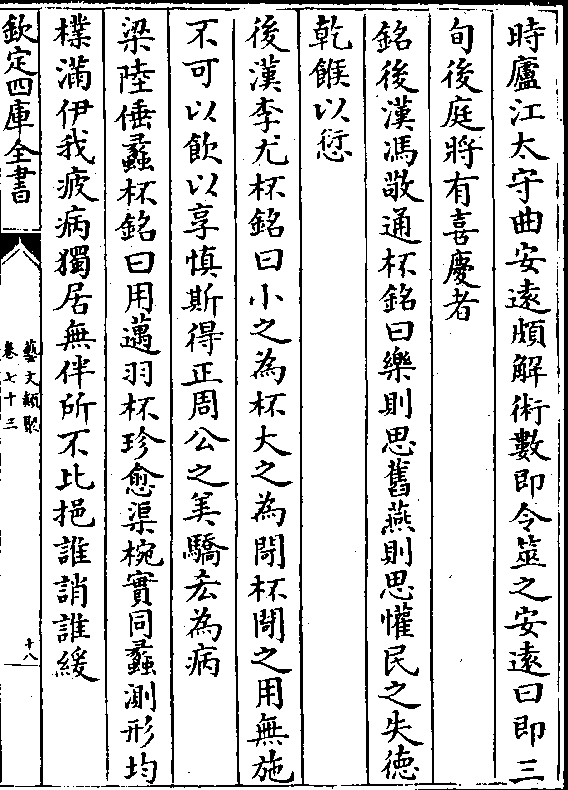 時廬江太守曲安遠頗解術數即令筮之安遠曰即三
旬後庭將有喜慶者
銘後漢馮敬通杯銘曰樂則思舊燕則思懽民之失德
乾餱以愆
後漢李尤杯銘曰小之為杯大之為閜杯閜之用無施
不可以飲以享慎斯得正周公之美驕吝為病
梁陸倕蠡杯銘曰用邁羽杯珍愈渠椀實同蠡測形均
樸滿伊我疲病獨居無伴所不比挹誰誚誰緩
欽定四庫全書
藝文類聚
卷七十三
十八